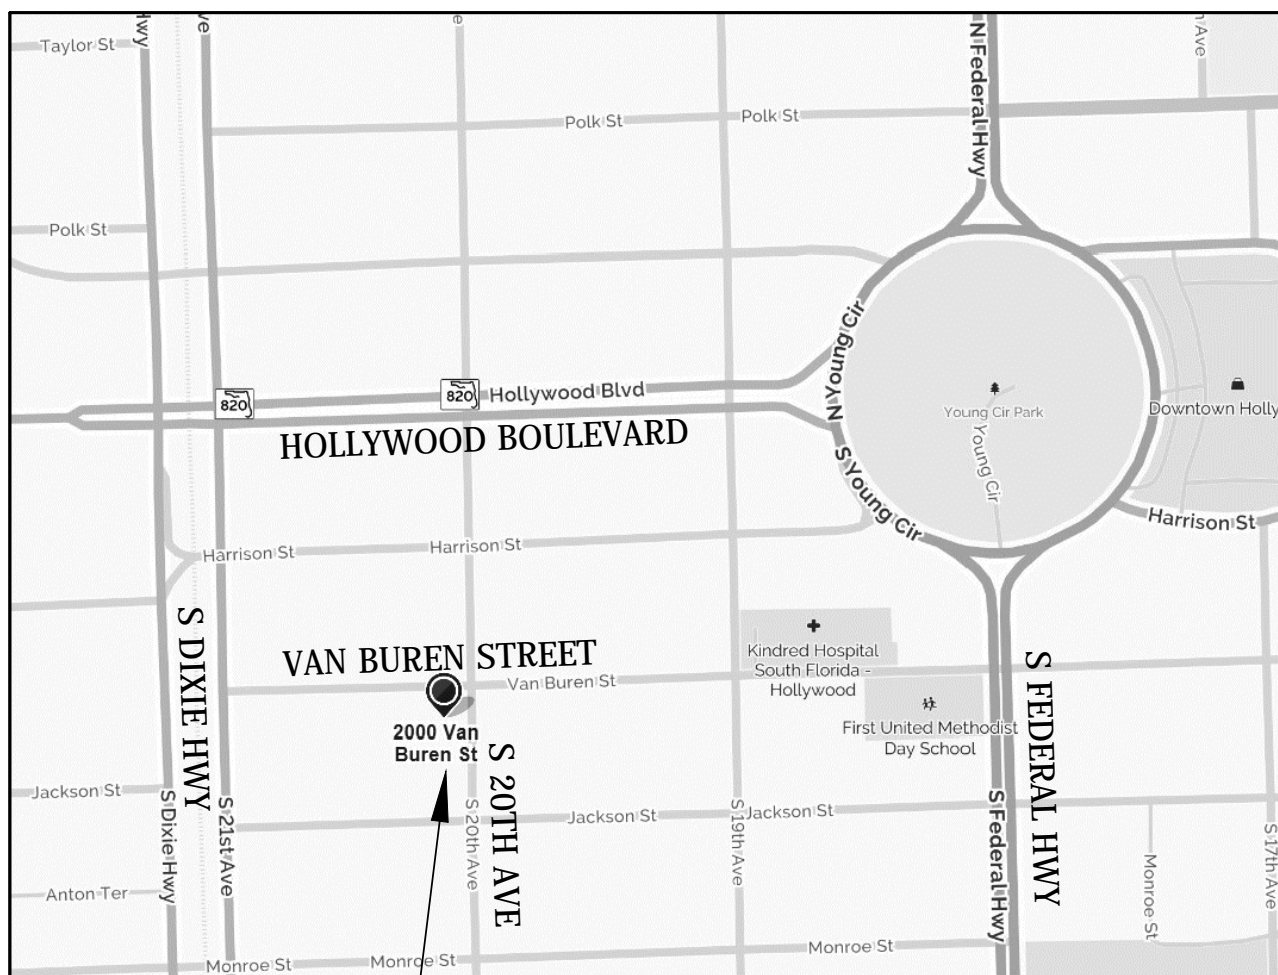 Hwy
ve
e
n Ave
Taylor St
N Federal Hwy
Polk St
Polk St
Polk St
N Young Cir
820
820
Hollywood Blvd
HOLLYWOOD BOULEVARD
Young Cir Park
Young Cir
Downtown Holly
S Young Cir
Harrison St
Harrison St
Harrison St
S DIXIE HWY
VAN BUREN STREET
Van Buren St
Kindred Hospital
South Florida -
Hollywood
S FEDERAL HWY
First United Methodist
Day School
2000 Van
Buren St
S 20TH AVE
Jackson St
S Dixie Hwy
S 21st Ave
S 20th Ave
Jackson St
S 19th Ave
Jackson St
S Federal Hwy
Monroe St
S 17th Ave
Anton Ter
Monroe St
Monroe St
Monroe St